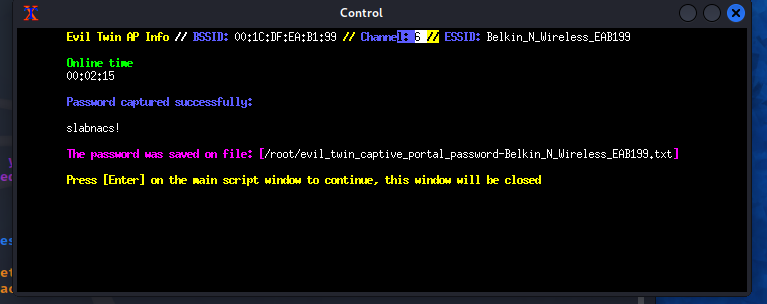 Control
Evil Twin AP Info // BSSID: 00:1C:DF:EA:B1:99 // Channel: 6 // ESSID: Belkin_N_Wireless_EAB199
Online time
00:02:15
Password captured successfully:
slabnacs!
The password was saved on file: [/root/evil_twin_captive_portal_password-Belkin_N_Wireless_EAB199.txt]
Press [Enter] on the main script window to continue, this window will be closed